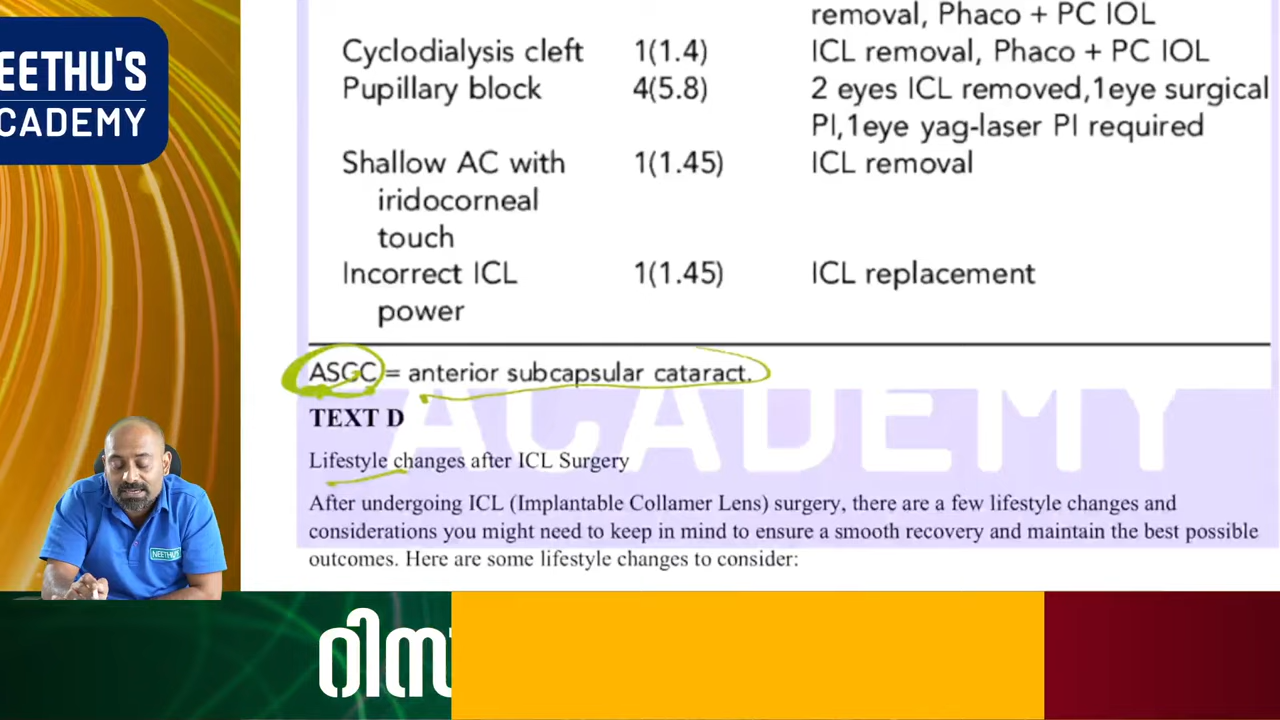 EETHU'S
CADEMY
removal, Phaco + PC IOL
Cyclodialysis cleft 1(1.4) ICL removal, Phaco + PC IOL
Pupillary block 4(5.8) 2 eyes ICL removed,1eye surgical
PI,1eye yag-laser PI required
Shallow AC with 1(1.45) ICL removal
iridocorneal
touch
Incorrect ICL 1(1.45) ICL replacement
power
ASCC = anterior subcapsular cataract.
ACADEMY
TEXT D
Lifestyle changes after ICL Surgery
After undergoing ICL (Implantable Collamer Lens) surgery, there are a few lifestyle changes and
considerations you might need to keep in mind to ensure a smooth recovery and maintain the best possible
outcomes. Here are some lifestyle changes to consider:
NEETHU'S